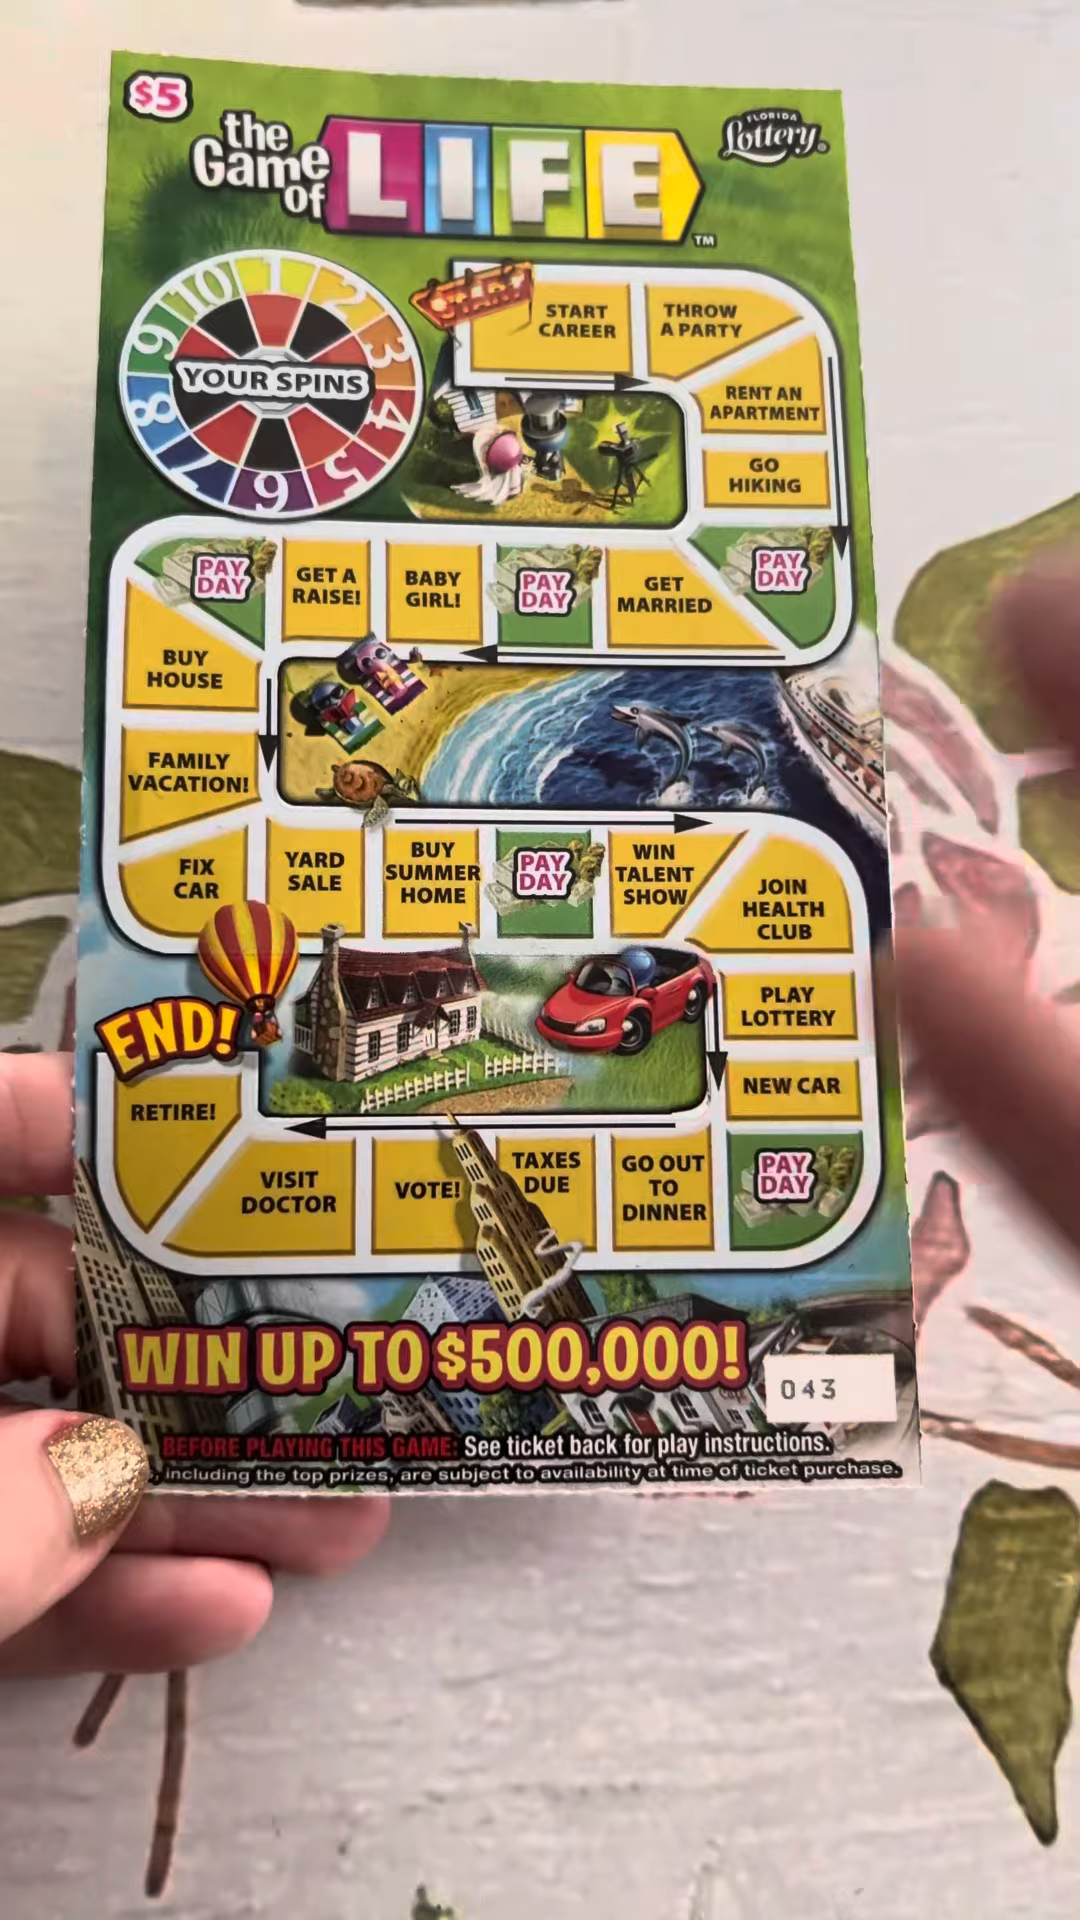 $5
the
Game
of
LIFE
™
FLORIDA
Lottery®
10 1 2 3 4 5 6 7 8 9
YOUR SPINS
START
START
CAREER
THROW
A PARTY
RENT AN
APARTMENT
GO
HIKING
PAY
DAY
GET
MARRIED
PAY
DAY
BABY
GIRL!
GET A
RAISE!
PAY
DAY
BUY
HOUSE
FAMILY
VACATION!
FIX
CAR
YARD
SALE
BUY
SUMMER
HOME
PAY
DAY
WIN
TALENT
SHOW
JOIN
HEALTH
CLUB
PLAY
LOTTERY
NEW CAR
PAY
DAY
GO OUT
TO
DINNER
TAXES
DUE
VOTE!
VISIT
DOCTOR
RETIRE!
END!
WIN UP TO $500,000!
043
BEFORE PLAYING THIS GAME: See ticket back for play instructions.
, including the top prizes, are subject to availability at time of ticket purchase.